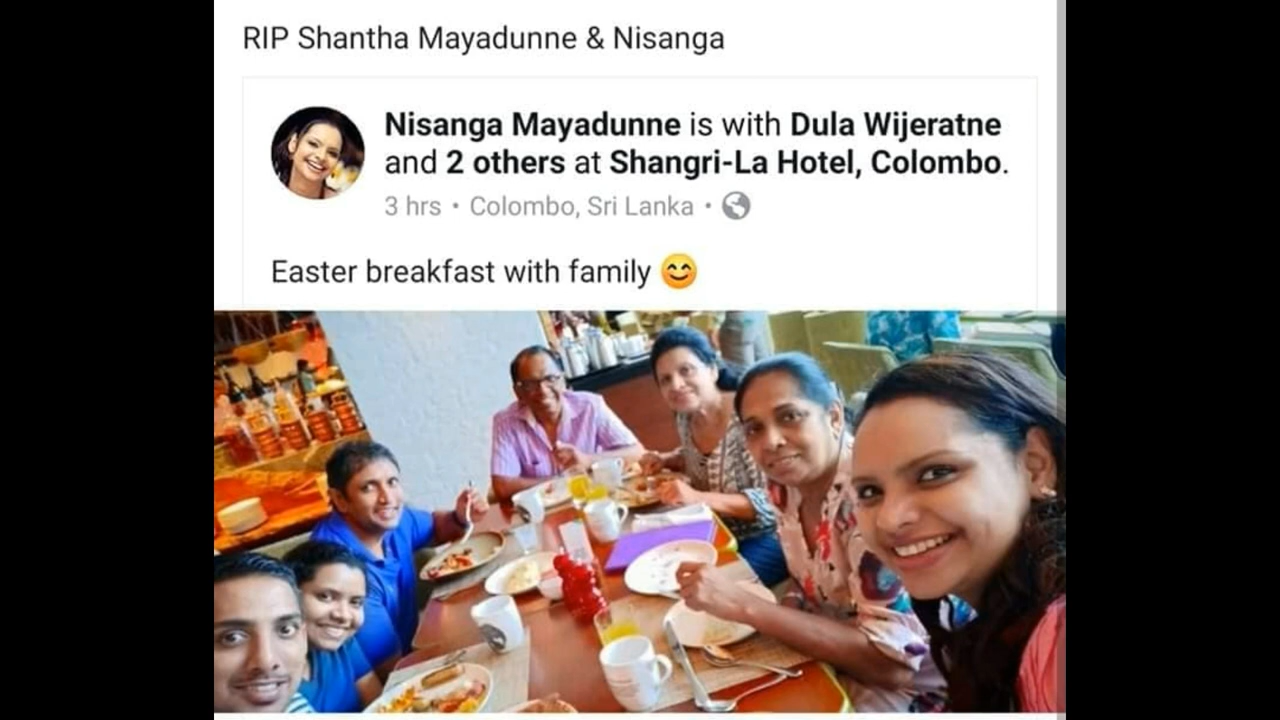 RIP Shantha Mayadunne & Nisanga
Nisanga Mayadunne is with Dula Wijeratne
and 2 others at Shangri-La Hotel, Colombo.
3 hrs • Colombo, Sri Lanka •
Easter breakfast with family 😊